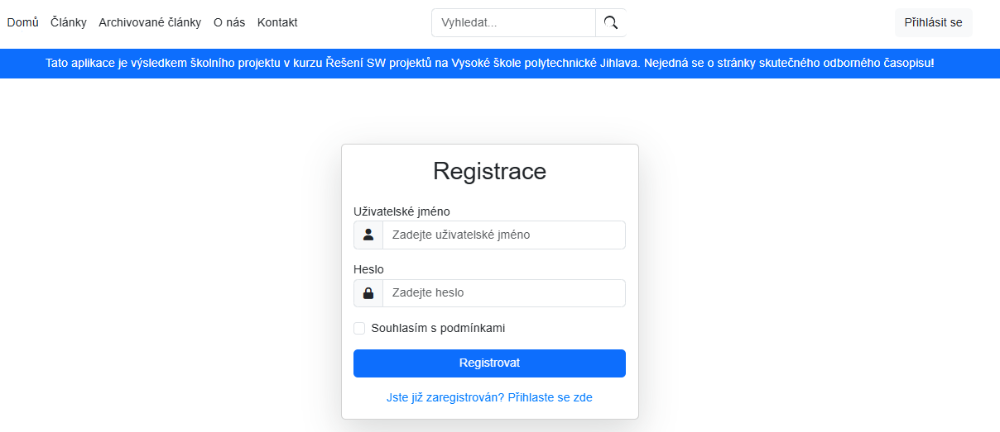 Domů Články Archivované články O nás Kontakt Vyhledat... Přihlásit se
Tato aplikace je výsledkem školního projektu v kurzu Řešení SW projektů na Vysoké škole polytechnické Jihlava. Nejedná se o stránky skutečného odborného časopisu!
Registrace
Uživatelské jméno
Zadejte uživatelské jméno
Heslo
Zadejte heslo
Souhlasím s podmínkami
Registrovat
Jste již zaregistrován? Přihlaste se zde